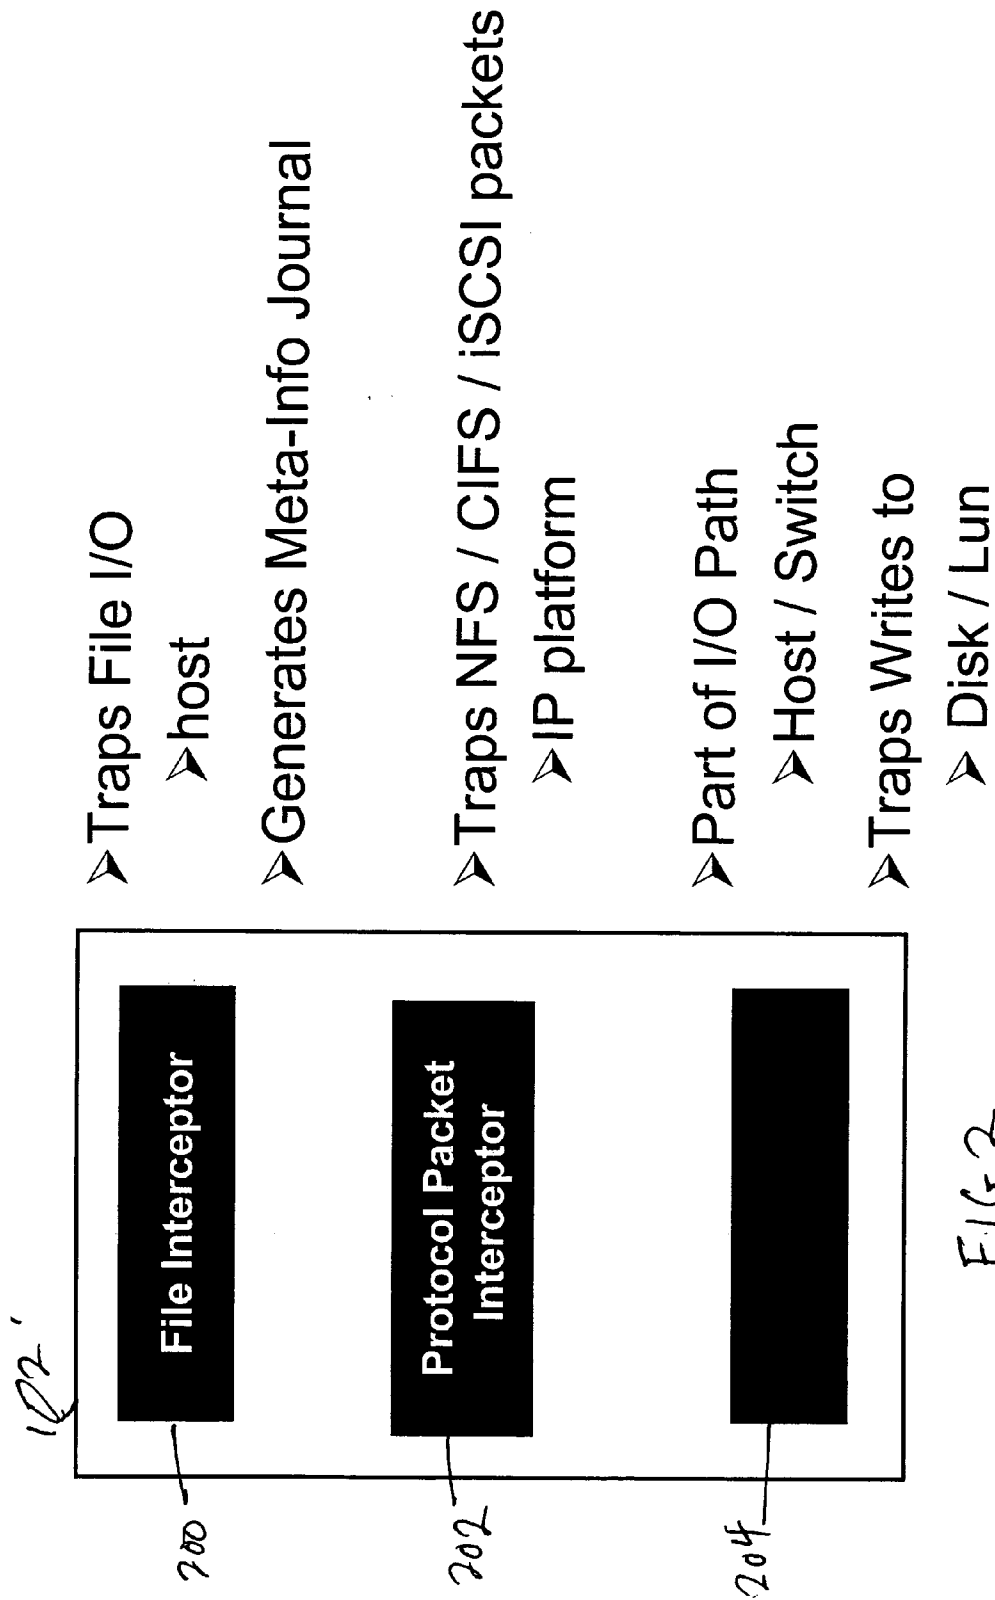 102'
200
File Interceptor
➢Traps File I/O
➢host
➢Generates Meta-Info Journal
202
Protocol Packet
Interceptor
➢Traps NFS / CIFS / iSCSI packets
➢IP platform
204
➢Part of I/O Path
➢Host / Switch
➢Traps Writes to
➢ Disk / Lun
FIG 2